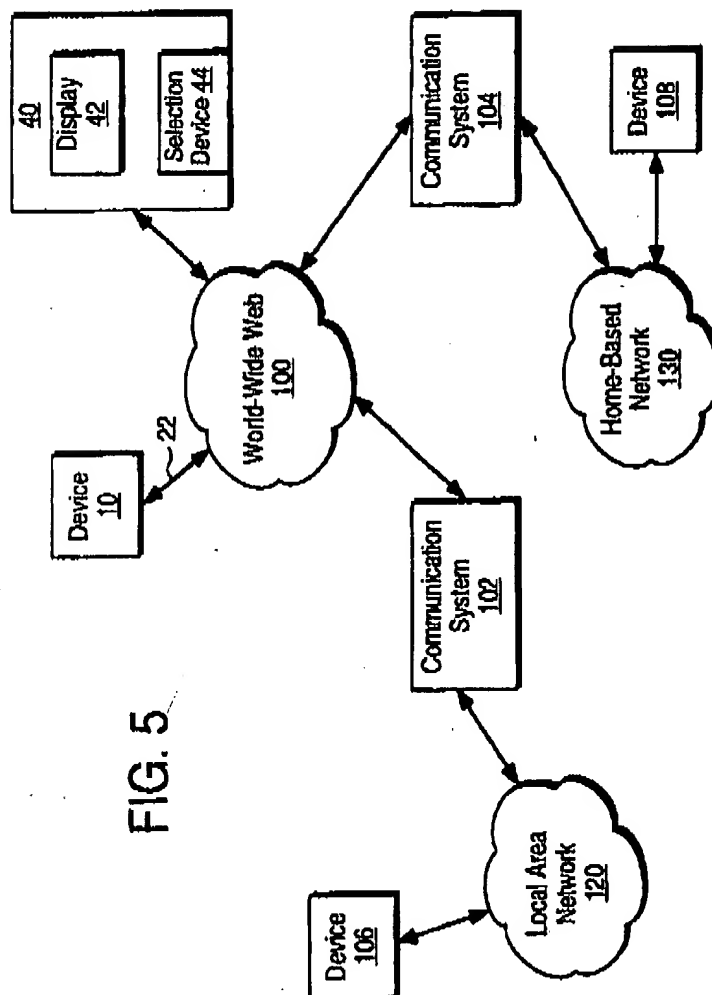 40
Display
42
Selection
Device 44
Device
10
22
World-Wide Web
100
Communication
System
104
Communication
System
102
Device
108
Home-Based
Network
130
Device
106
Local Area
Network
120
FIG. 5